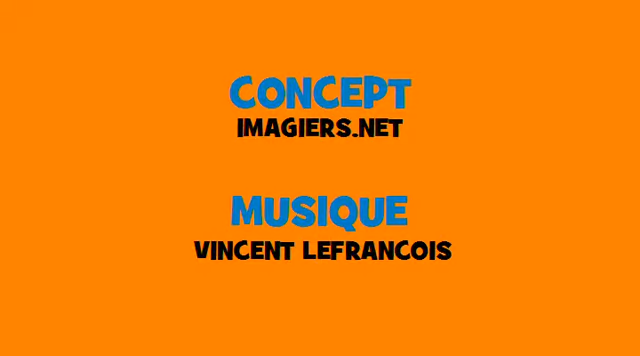 CONCEPT
IMAGIERS.NET
MUSIQUE
VINCENT LEFRANCOIS